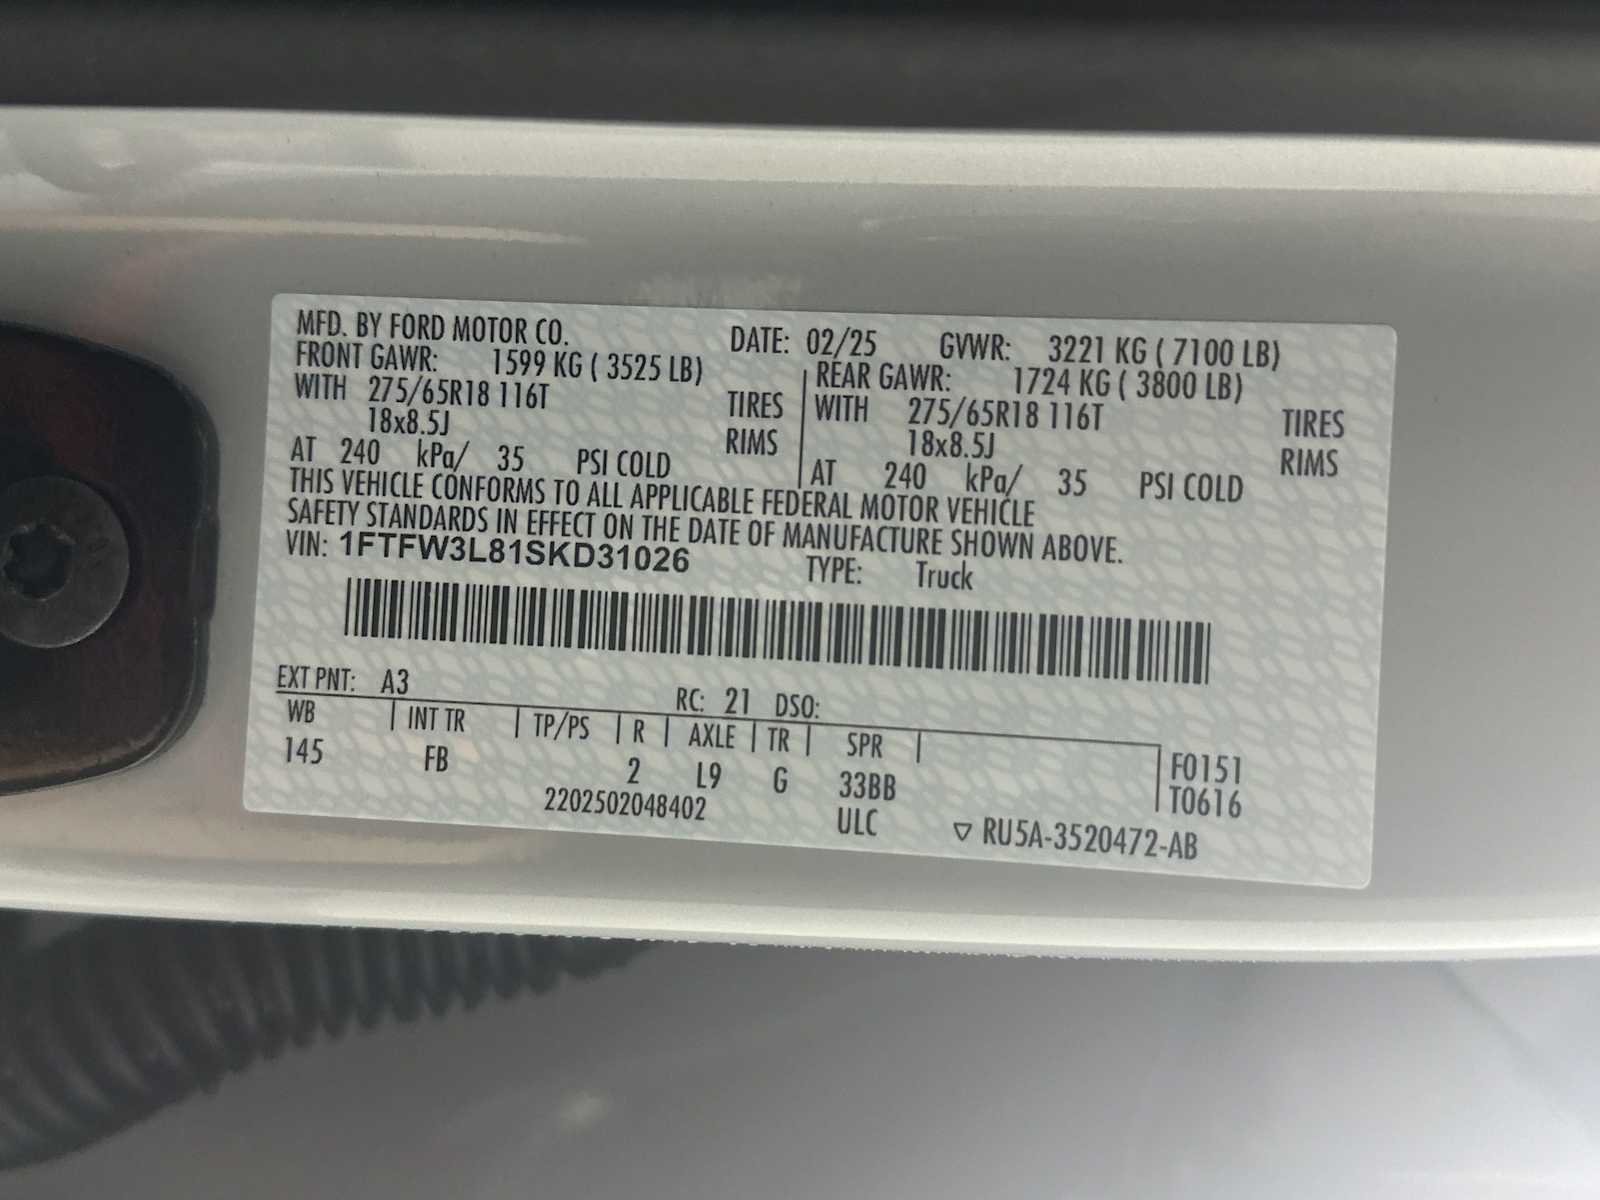 MFD. BY FORD MOTOR CO. DATE: 02/25 GVWR: 3221 KG ( 7100 LB)
FRONT GAWR: 1599 KG ( 3525 LB)
WITH 275/65R18 116T TIRES
18x8.5J RIMS
AT 240 kPa/ 35 PSI COLD
REAR GAWR: 1724 KG ( 3800 LB)
WITH 275/65R18 116T TIRES
18x8.5J RIMS
AT 240 kPa/ 35 PSI COLD
THIS VEHICLE CONFORMS TO ALL APPLICABLE FEDERAL MOTOR VEHICLE
SAFETY STANDARDS IN EFFECT ON THE DATE OF MANUFACTURE SHOWN ABOVE.
VIN: 1FTFW3L81SKD31026 TYPE: Truck
EXT PNT: A3 RC: 21 DSO:
WB | INT TR | TP/PS | R | AXLE | TR | SPR |
145 FB 2 L9 G 33BB
F0151
T0616
2202502048402 ULC ▽ RU5A-3520472-AB